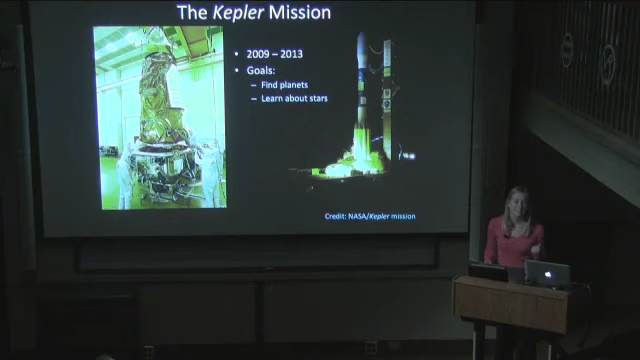 The Kepler Mission
• 2009 – 2013
• Goals:
– Find planets
– Learn about stars
Credit: NASA/Kepler mission